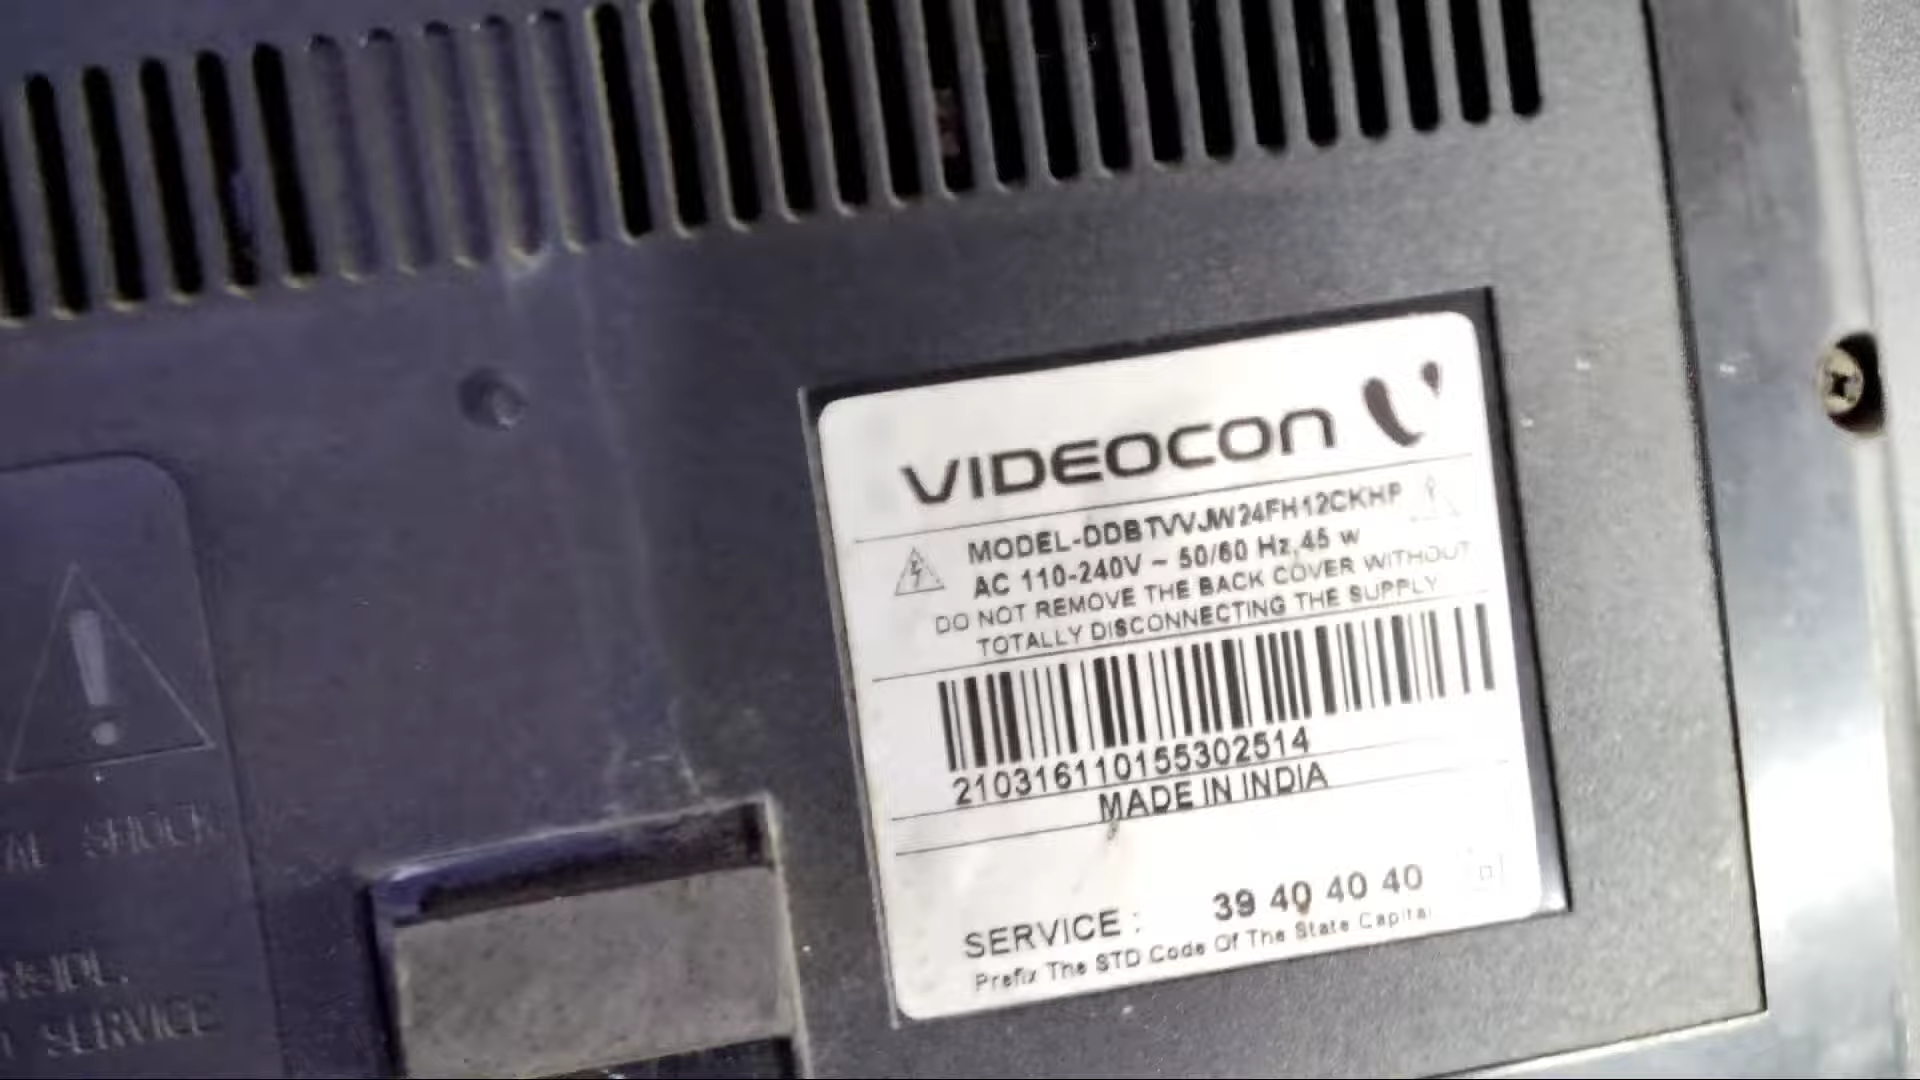 VIDEOCON
MODEL-DDBTVVJW24FH12CKHP
AC 110-240V ~ 50/60 Hz,45 w
DO NOT REMOVE THE BACK COVER WITHOUT
TOTALLY DISCONNECTING THE SUPPLY
210316110155302514
MADE IN INDIA
SERVICE : 39 40 40 40
Prefix The STD Code Of The State Capital
SHOCK
SERVICE